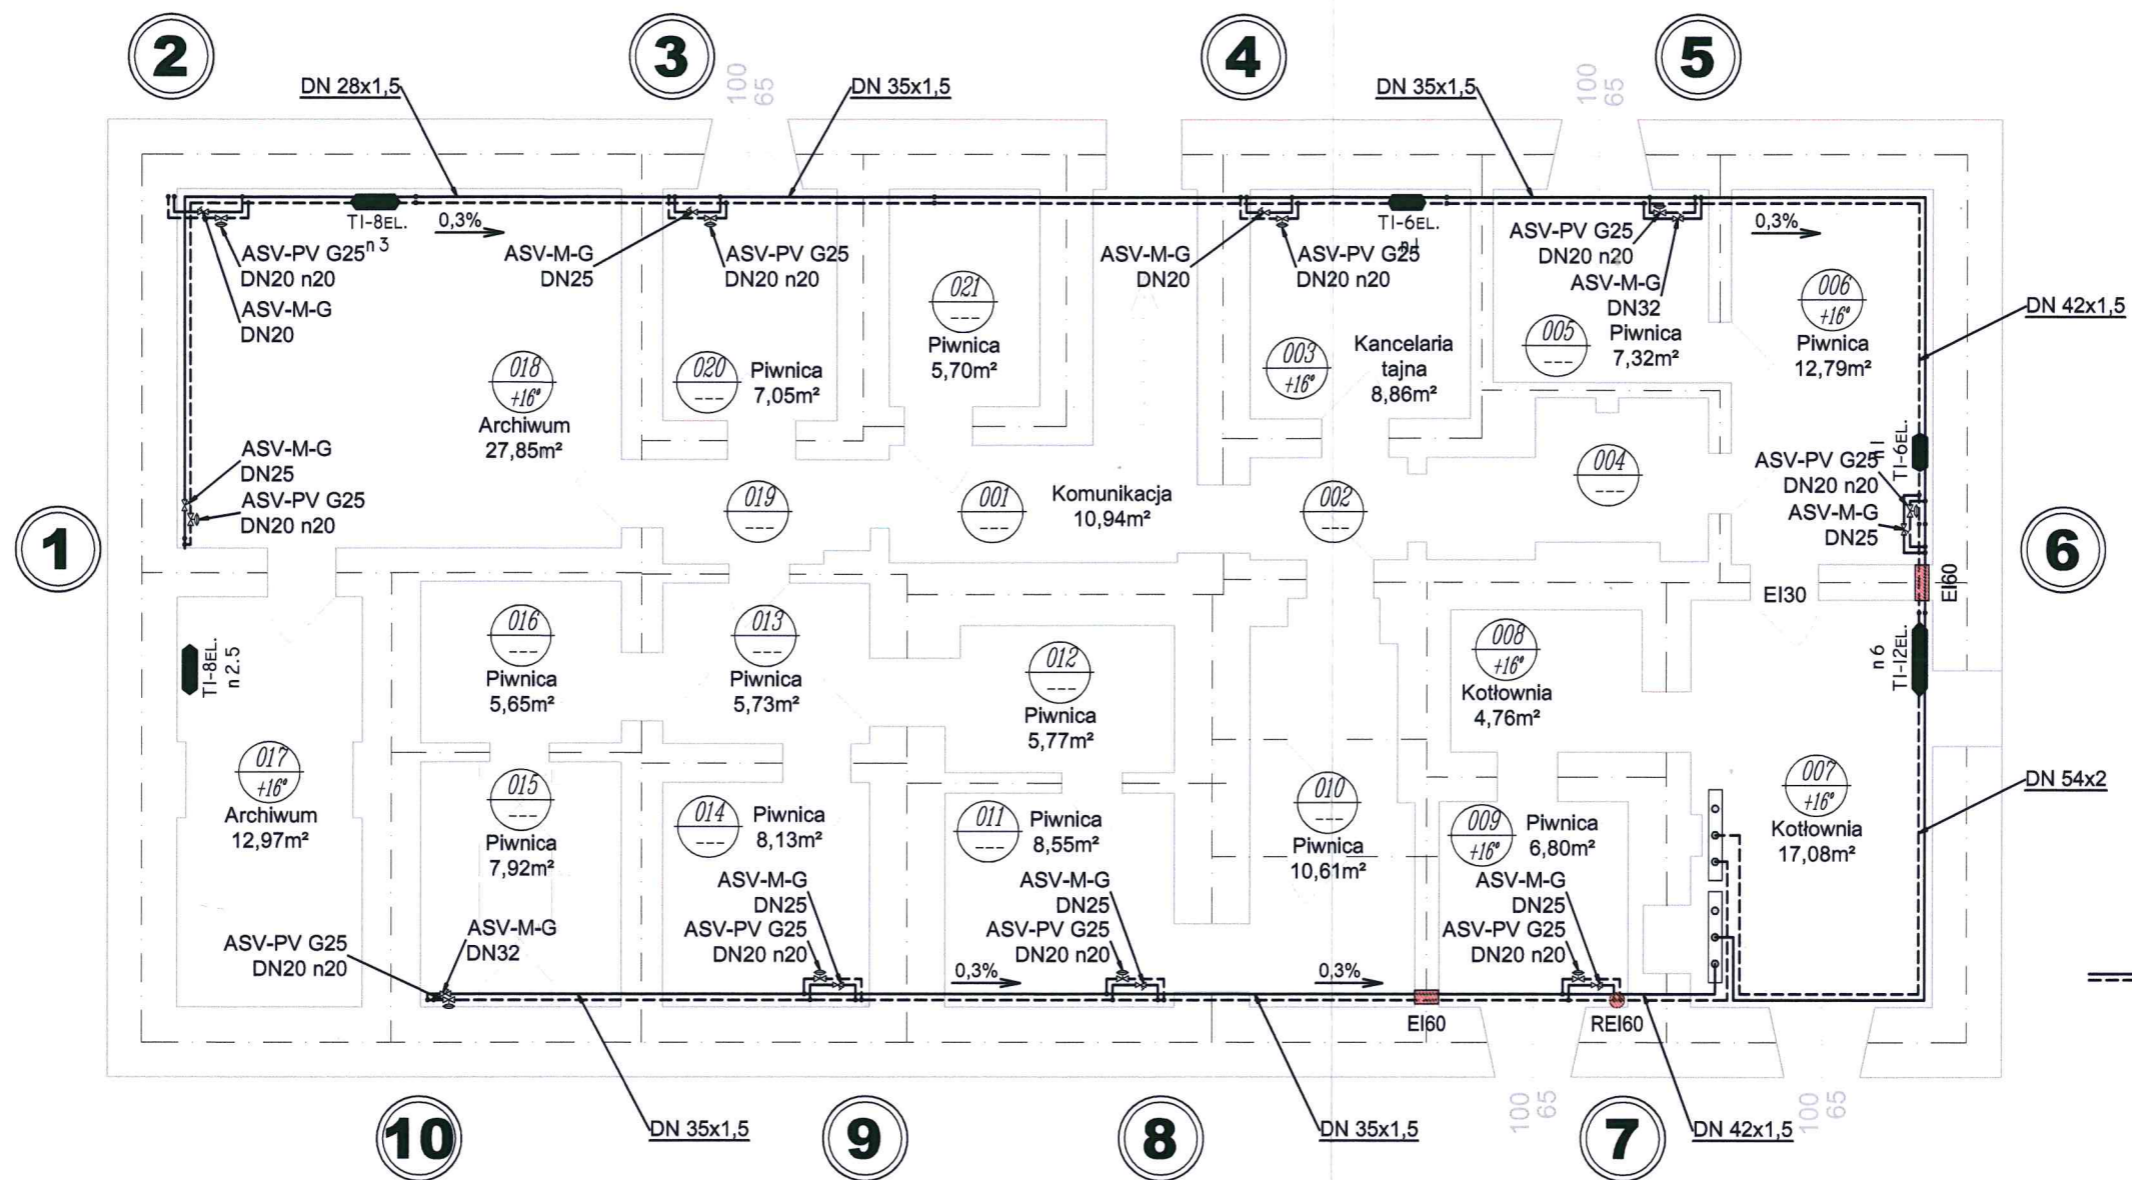 2
3
4
5
100
65
100
65
DN 28x1,5
DN 35x1,5
DN 35x1,5
TI-8EL.
n 3
0,3%
ASV-PV G25
DN20 n20
ASV-M-G
DN20
ASV-M-G
DN25
ASV-PV G25
DN20 n20
ASV-M-G
DN20
ASV-PV G25
DN20 n20
TI-6EL.
n 1
ASV-PV G25
DN20 n20
ASV-M-G
DN32
0,3%
DN 42x1,5
018
+16°
Archiwum
27,85m²
020
---
Piwnica
7,05m²
021
---
Piwnica
5,70m²
003
+16°
Kancelaria
tajna
8,86m²
005
---
Piwnica
7,32m²
006
+16°
Piwnica
12,79m²
1
ASV-M-G
DN25
ASV-PV G25
DN20 n20
019
---
001
---
Komunikacja
10,94m²
002
---
004
---
n 1
TI-6EL.
ASV-PV G25
DN20 n20
ASV-M-G
DN25
6
EI30
EI60
TI-8EL.
n 2.5
016
---
Piwnica
5,65m²
013
---
Piwnica
5,73m²
012
---
Piwnica
5,77m²
008
+16°
Kotłownia
4,76m²
n 6
TI-12EL.
017
+16°
Archiwum
12,97m²
015
---
Piwnica
7,92m²
014
---
Piwnica
8,13m²
011
---
Piwnica
8,55m²
010
---
Piwnica
10,61m²
009
+16°
Piwnica
6,80m²
007
+16°
Kotłownia
17,08m²
DN 54x2
ASV-PV G25
DN20 n20
ASV-M-G
DN32
ASV-M-G
DN25
ASV-PV G25
DN20 n20
0,3%
ASV-M-G
DN25
ASV-PV G25
DN20 n20
0,3%
ASV-M-G
DN25
ASV-PV G25
DN20 n20
EI60
REI60
10
DN 35x1,5
9
8
DN 35x1,5
100
65
7
DN 42x1,5
100
65